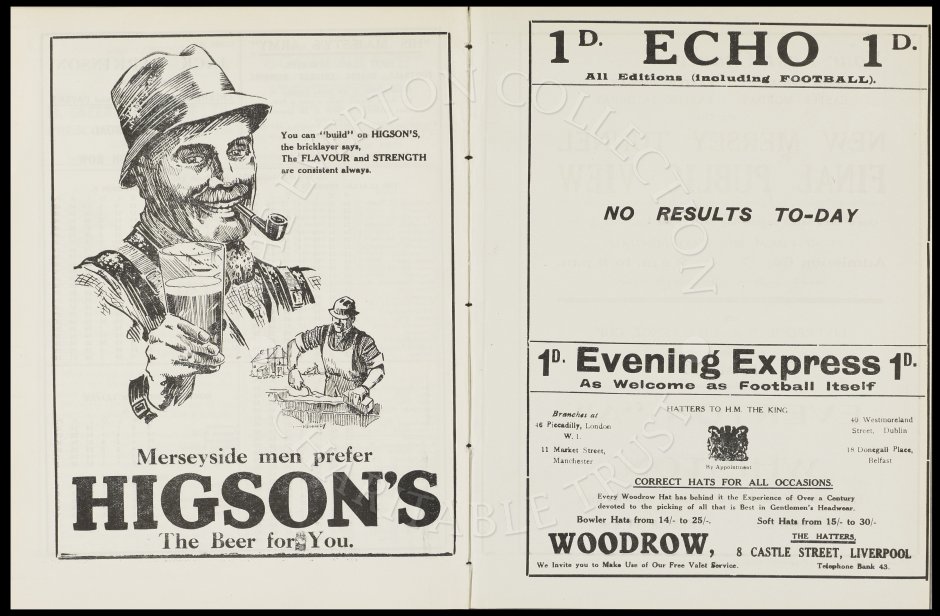 You can "build" on HIGSON'S,
the bricklayer says,
The FLAVOUR and STRENGTH
are consistent always.
Merseyside men prefer
HIGSON'S
The Beer for You.
1D. ECHO 1D.
All Editions (including FOOTBALL).
NO RESULTS TO-DAY
1D. Evening Express 1D.
As Welcome as Football Itself
HATTERS TO H.M. THE KING
Branches at
46 Piccadilly, London
W. 1.
11 Market Street,
Manchester
40 Westmoreland
Street, Dublin
18 Donegall Place,
Belfast
By Appointment
CORRECT HATS FOR ALL OCCASIONS.
Every Woodrow Hat has behind it the Experience of Over a Century
devoted to the picking of all that is Best in Gentlemen's Headwear.
Bowler Hats from 14/- to 25/-. Soft Hats from 15/- to 30/-
WOODROW, THE HATTERS,
8 CASTLE STREET, LIVERPOOL
We Invite you to Make Use of Our Free Valet Service. Telephone Bank 43.
EVERTON COLLECTION
CHARITABLE TRUST